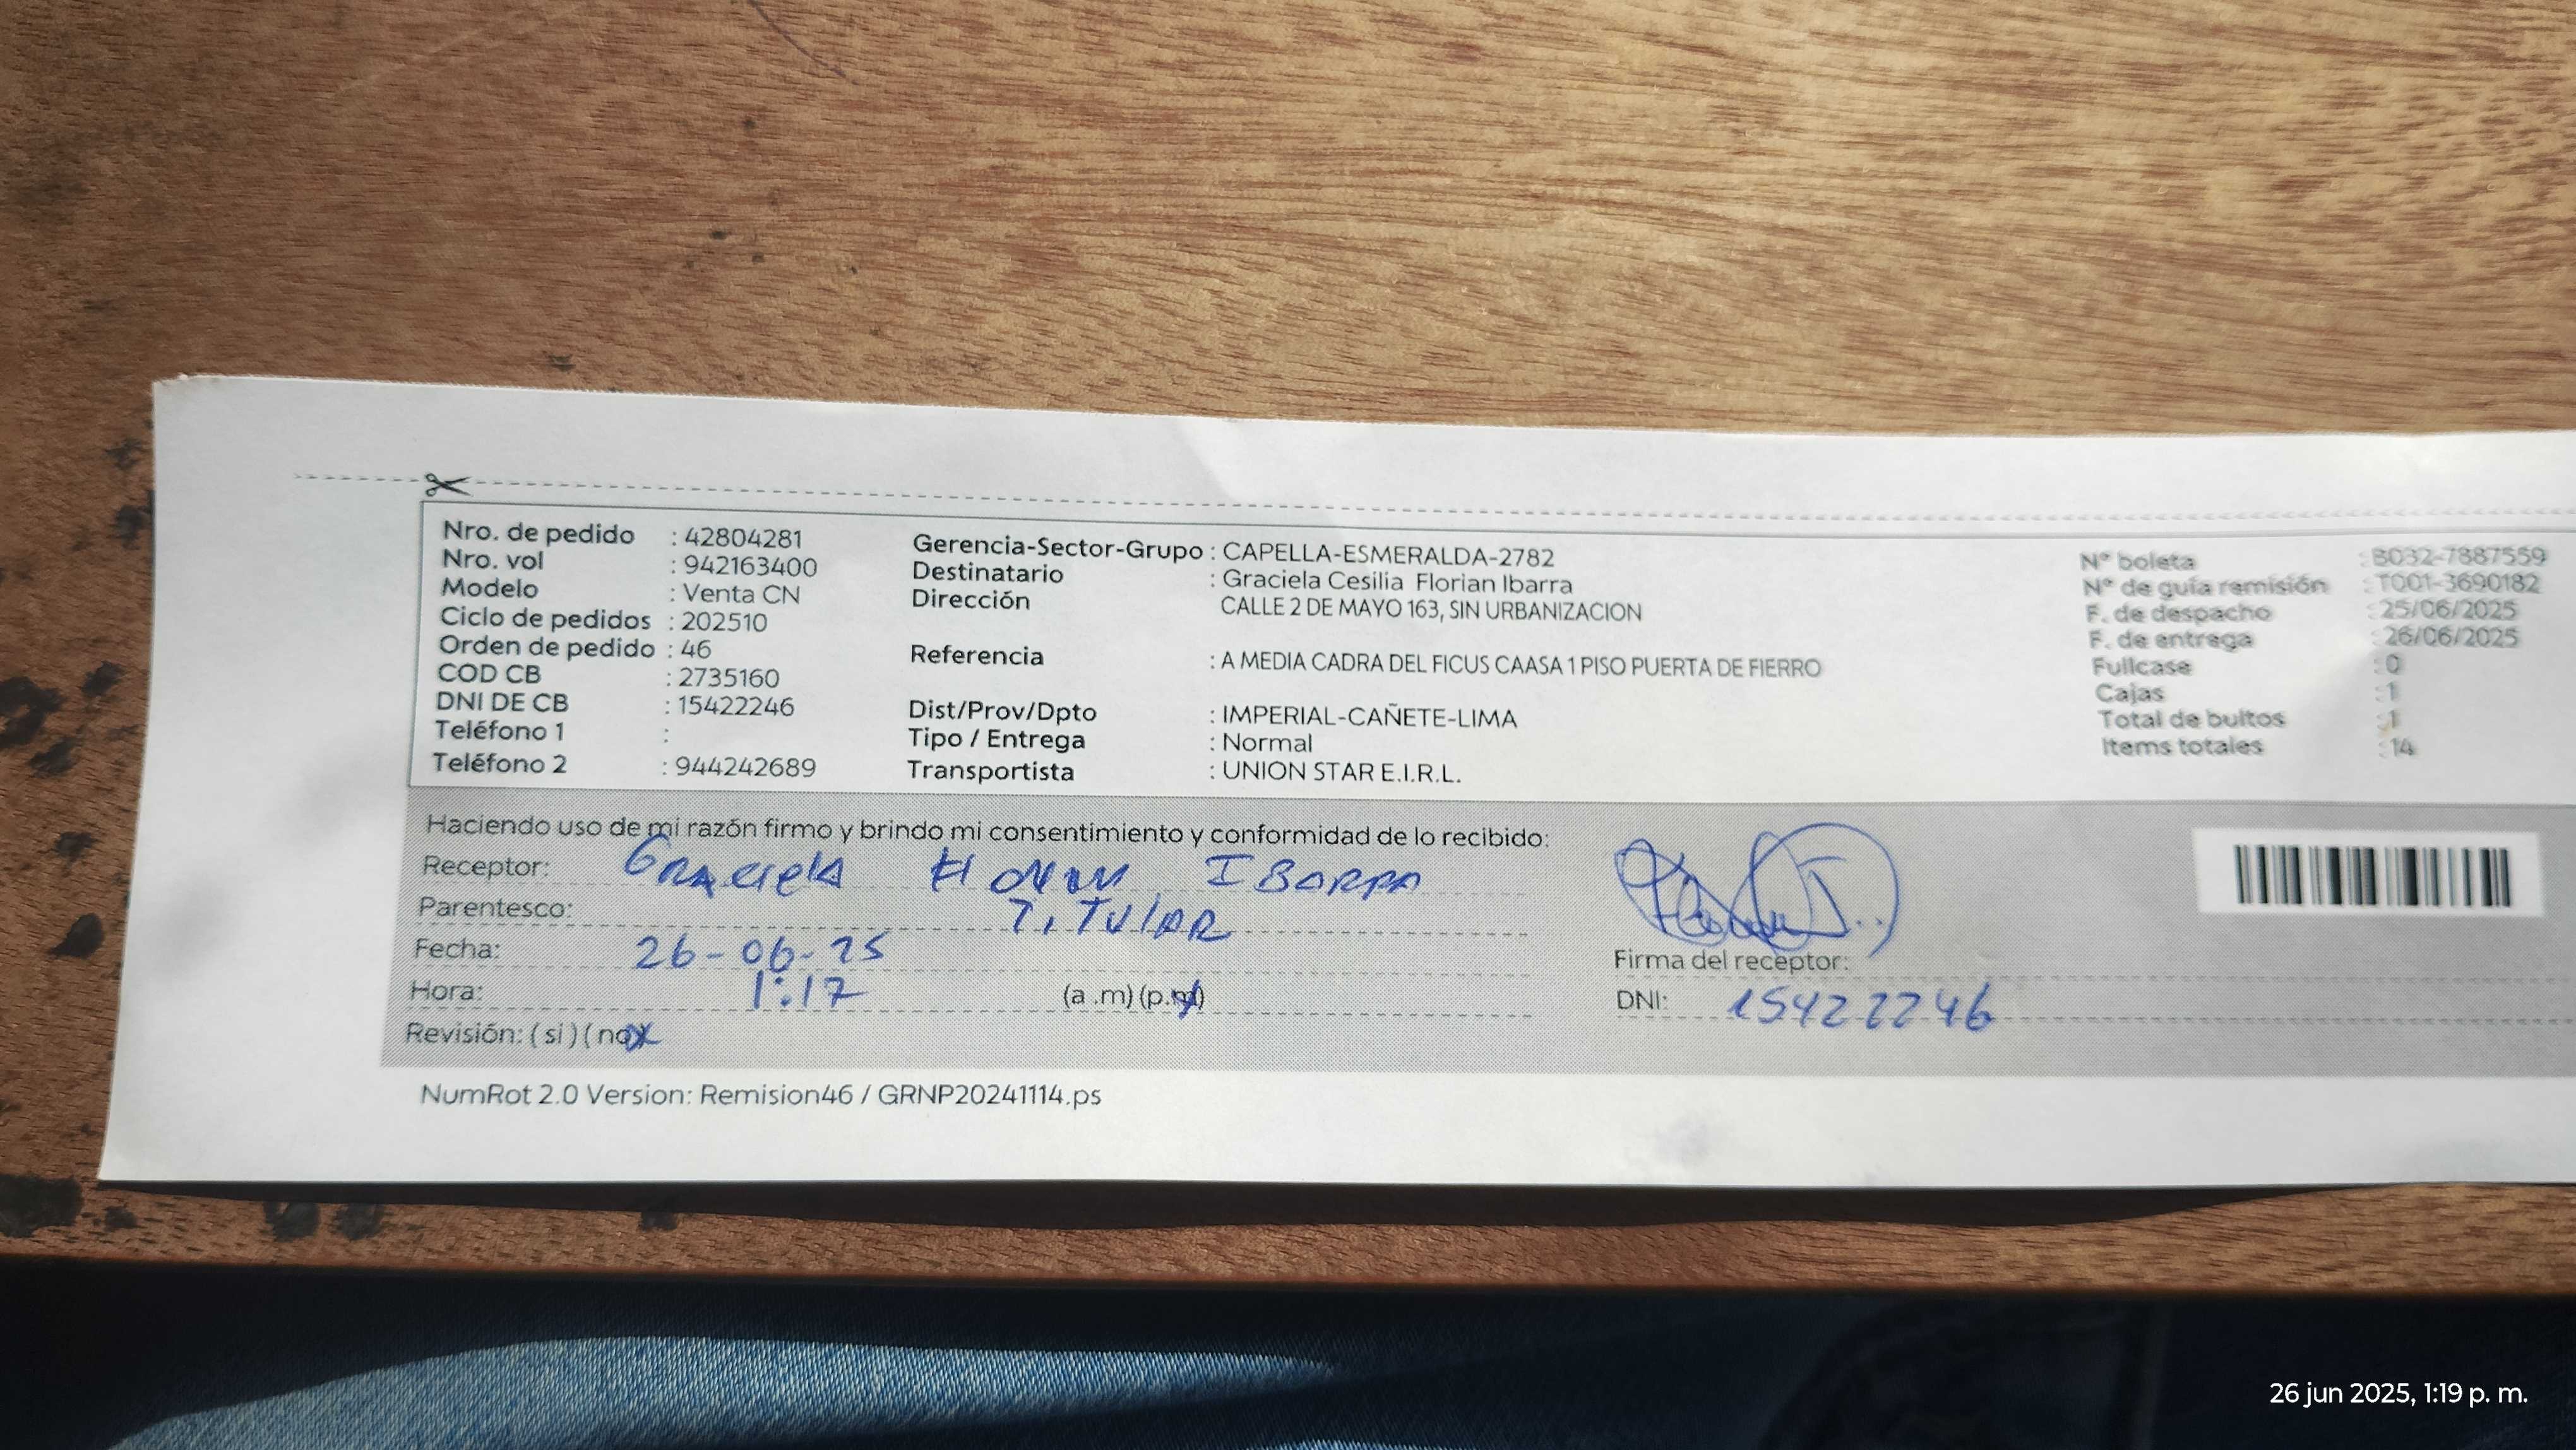 Nro. de pedido : 42804281
Nro. vol : 942163400
Modelo : Venta CN
Ciclo de pedidos : 202510
Orden de pedido : 46
COD CB : 2735160
DNI DE CB : 15422246
Teléfono 1 :
Teléfono 2 : 944242689
Gerencia-Sector-Grupo : CAPELLA-ESMERALDA-2782
Destinatario : Graciela Cesilia Florian Ibarra
Dirección CALLE 2 DE MAYO 163, SIN URBANIZACION
Referencia : A MEDIA CADRA DEL FICUS CAASA 1 PISO PUERTA DE FIERRO
Dist/Prov/Dpto : IMPERIAL-CAÑETE-LIMA
Tipo / Entrega : Normal
Transportista : UNION STAR E.I.R.L.
N° boleta : B032-7887559
N° de guía remisión : T001-3690182
F. de despacho : 25/06/2025
F. de entrega : 26/06/2025
Fullcase : 0
Cajas : 1
Total de bultos : 1
Items totales : 14
Haciendo uso de mi razón firmo y brindo mi consentimiento y conformidad de lo recibido:
Receptor: Graciela IBARRA
Parentesco: TiTulAR
Fecha: 26-06-25
Hora: 1:17 (a .m) (p.m)
Revisión: ( si ) ( no x
Firma del receptor:
DNI: 15422246
NumRot 2.0 Version: Remision46 / GRNP20241114.ps
26 jun 2025, 1:19 p. m.